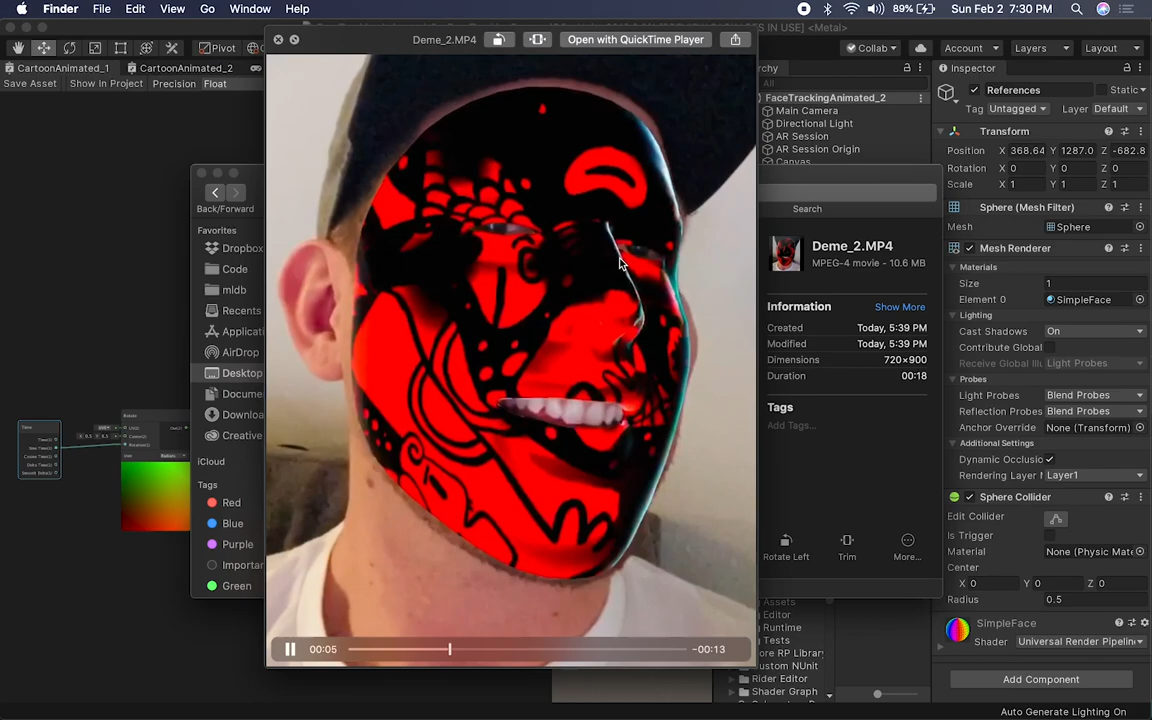 Finder File Edit View Go Window Help
89% Sun Feb 2 7:30 PM
IN USE] <Metal>
Pivot
Collab Account Layers Layout
CartoonAnimated_1 CartoonAnimated_2
Save Asset Show In Project Precision Float
Deme_2.MP4 Open with QuickTime Player
Back/Forward
Favorites
Dropbox
Code
mldb
Recents
AirDrop
Desktop
iCloud
Tags
Red
Blue
Purple
Green
00:05 -00:13
All
FaceTrackingAnimated_2
Main Camera
Directional Light
AR Session
AR Session Origin
Canvas
Search
Deme_2.MP4
MPEG-4 movie - 10.6 MB
Information Show More
Created Today, 5:39 PM
Modified Today, 5:39 PM
Dimensions 720×900
Duration 00:18
Tags
Add Tags...
Rotate Left Trim More...
Assets
Editor
Runtime
Tests
Rider Editor
Shader Graph
Inspector
References Static
Tag Untagged Layer Default
Transform
Position X 368.64 Y 1287.0 Z -682.8
Rotation X 0 Y 0 Z 0
Scale X 1 Y 1 Z 1
Sphere (Mesh Filter)
Mesh Sphere
Mesh Renderer
Materials
Size 1
Element 0 SimpleFace
Lighting
Cast Shadows On
Contribute Global
Receive Global Illu Light Probes
Probes
Light Probes Blend Probes
Reflection Probes Blend Probes
Anchor Override None (Transform)
Additional Settings
Dynamic Occlusio
Rendering Layer M Layer1
Sphere Collider
Edit Collider
Is Trigger
Material None (Physic Mate
Center
X 0 Y 0 Z 0
Radius 0.5
SimpleFace
Shader Universal Render Pipelin
Add Component
Auto Generate Lighting On